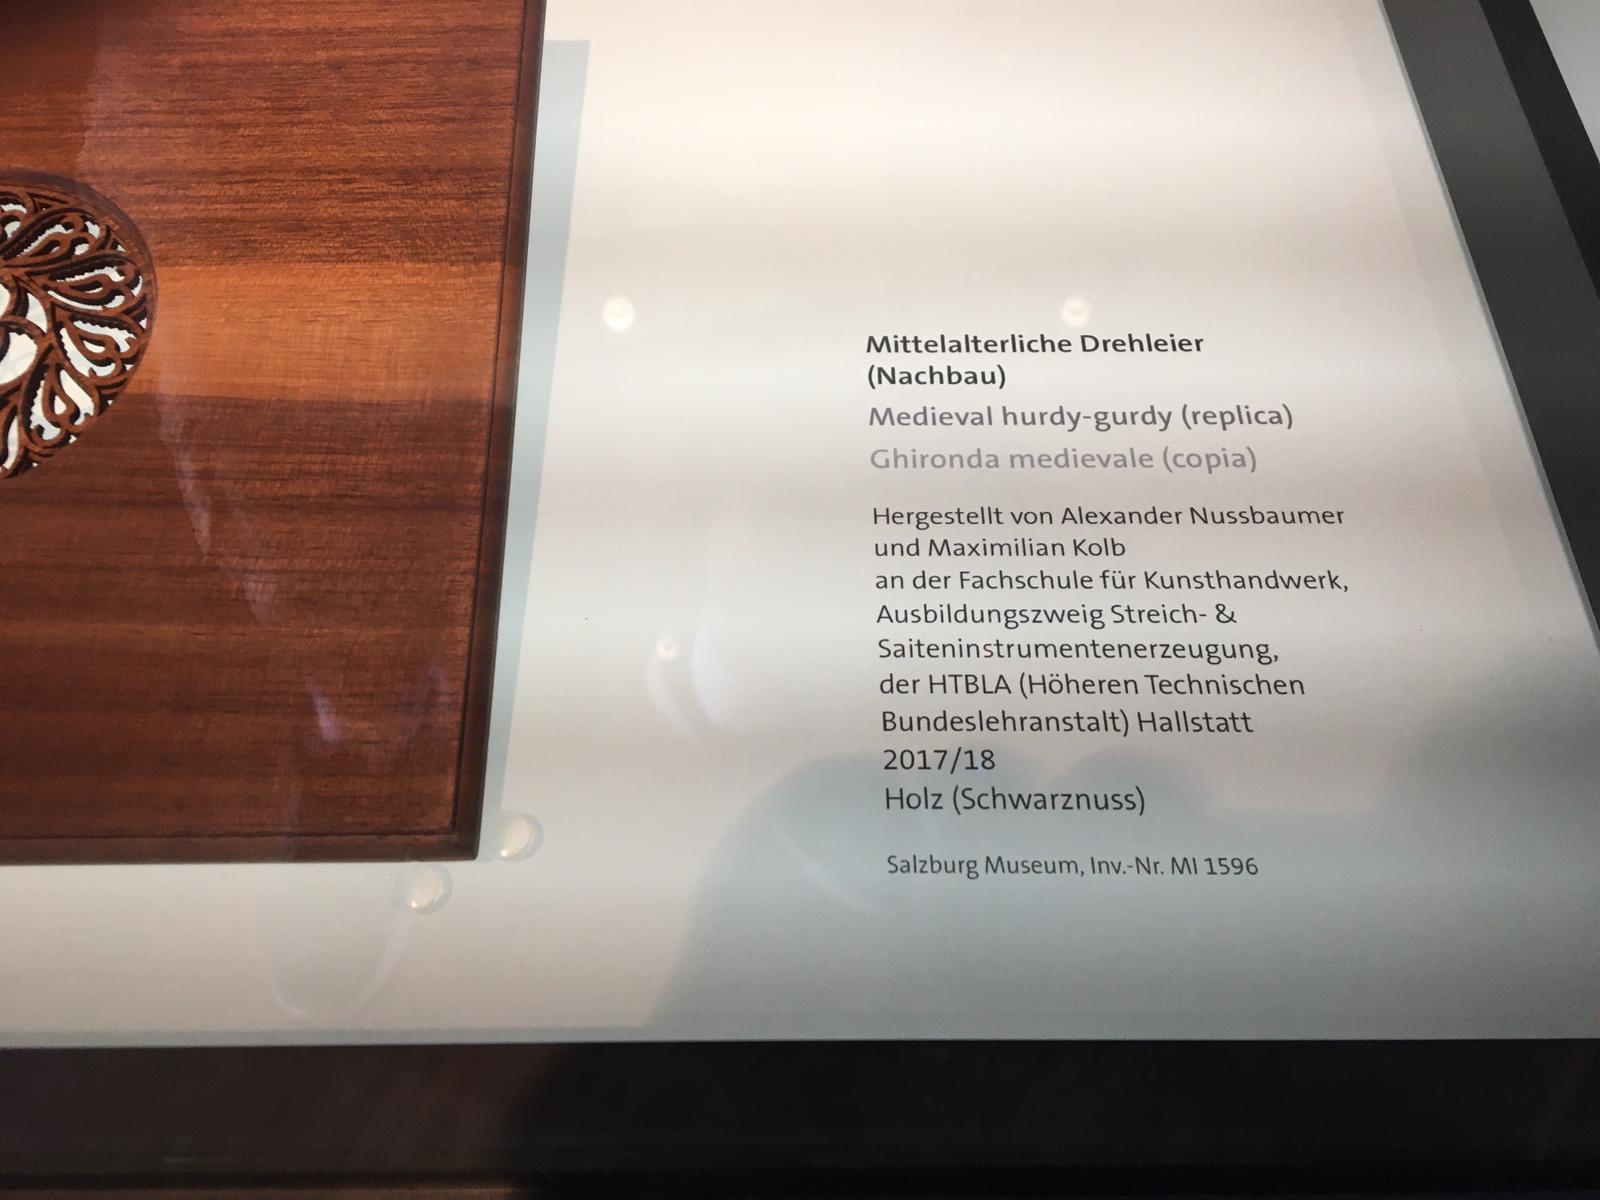 Mittelalterliche Drehleier
(Nachbau)
Medieval hurdy-gurdy (replica)
Ghironda medievale (copia)
Hergestellt von Alexander Nussbaumer
und Maximilian Kolb
an der Fachschule für Kunsthandwerk,
Ausbildungszweig Streich- &
Saiteninstrumentenerzeugung,
der HTBLA (Höheren Technischen
Bundeslehranstalt) Hallstatt
2017/18
Holz (Schwarznuss)
Salzburg Museum, Inv.-Nr. MI 1596